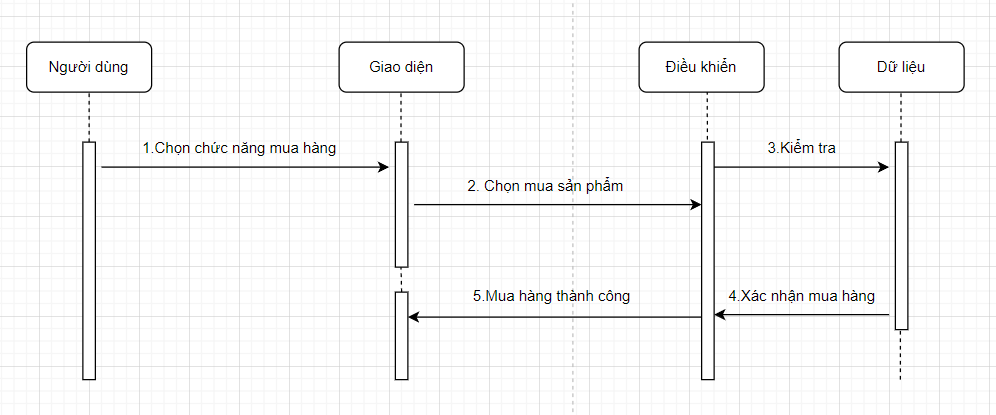 Người dùng
Giao diện
Điều khiển
Dữ liệu
1.Chọn chức năng mua hàng
3.Kiểm tra
2. Chọn mua sản phẩm
5.Mua hàng thành công
4.Xác nhận mua hàng